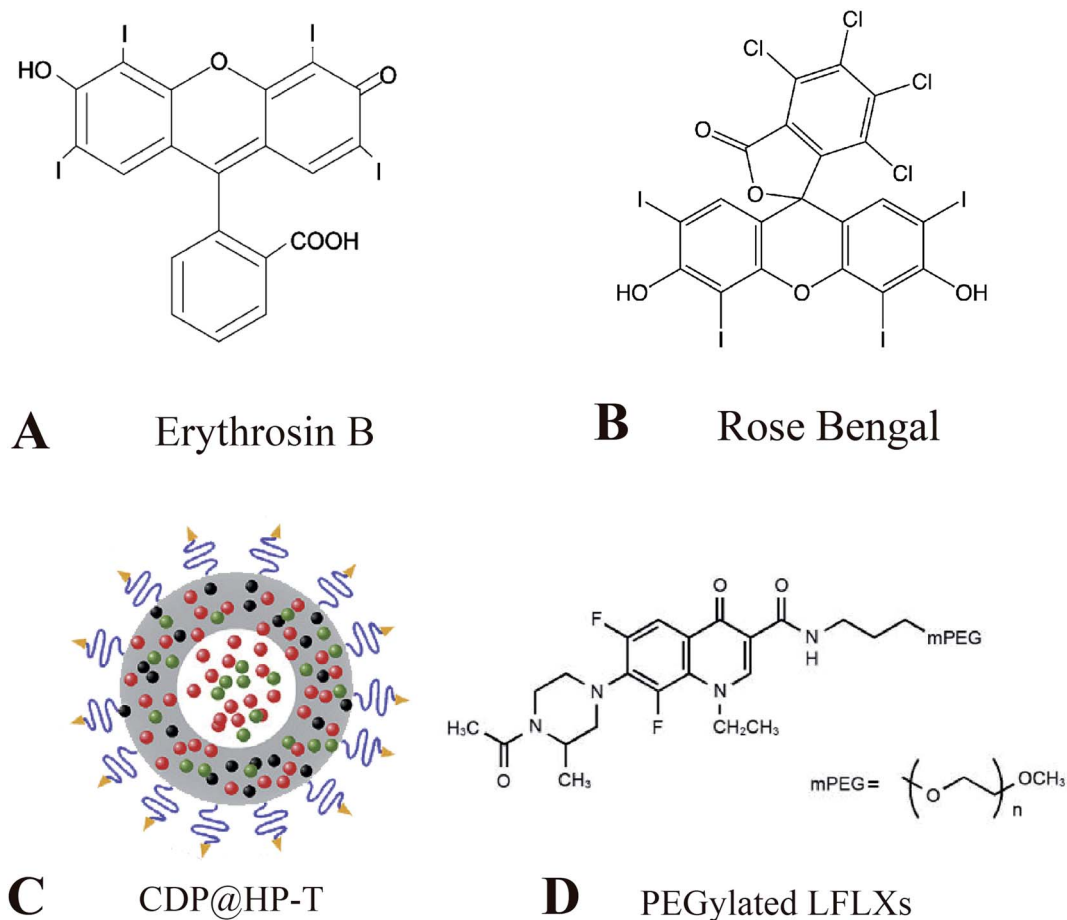 I
O
I
HO
O
I
I
COOH
A Erythrosin B
Cl
Cl
Cl
Cl
O
O
I
I
HO
O
OH
I
I
B Rose Bengal
C CDP@HP-T
O
O
F
N
H
mPEG
N
N
F
N
CH₂CH₃
H₃C
CH₃
O
mPEG=
O
OCH₃
n
D PEGylated LFLXs